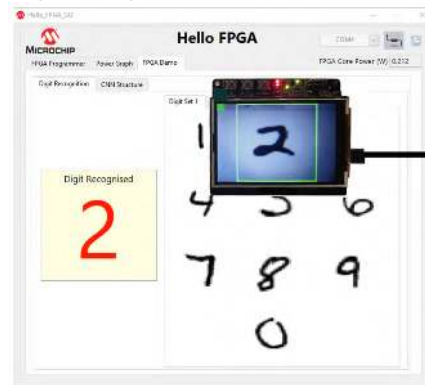 Hello FPGA
MICROCHIP
FPGA Core Power (W) 0.212
FPGA Programmer Power Graph FPGA Demo
Digit Recognition CNN Structure
Digit Set 1
1 2
Digit Recognised
2
4 5 6
7 8 9
0